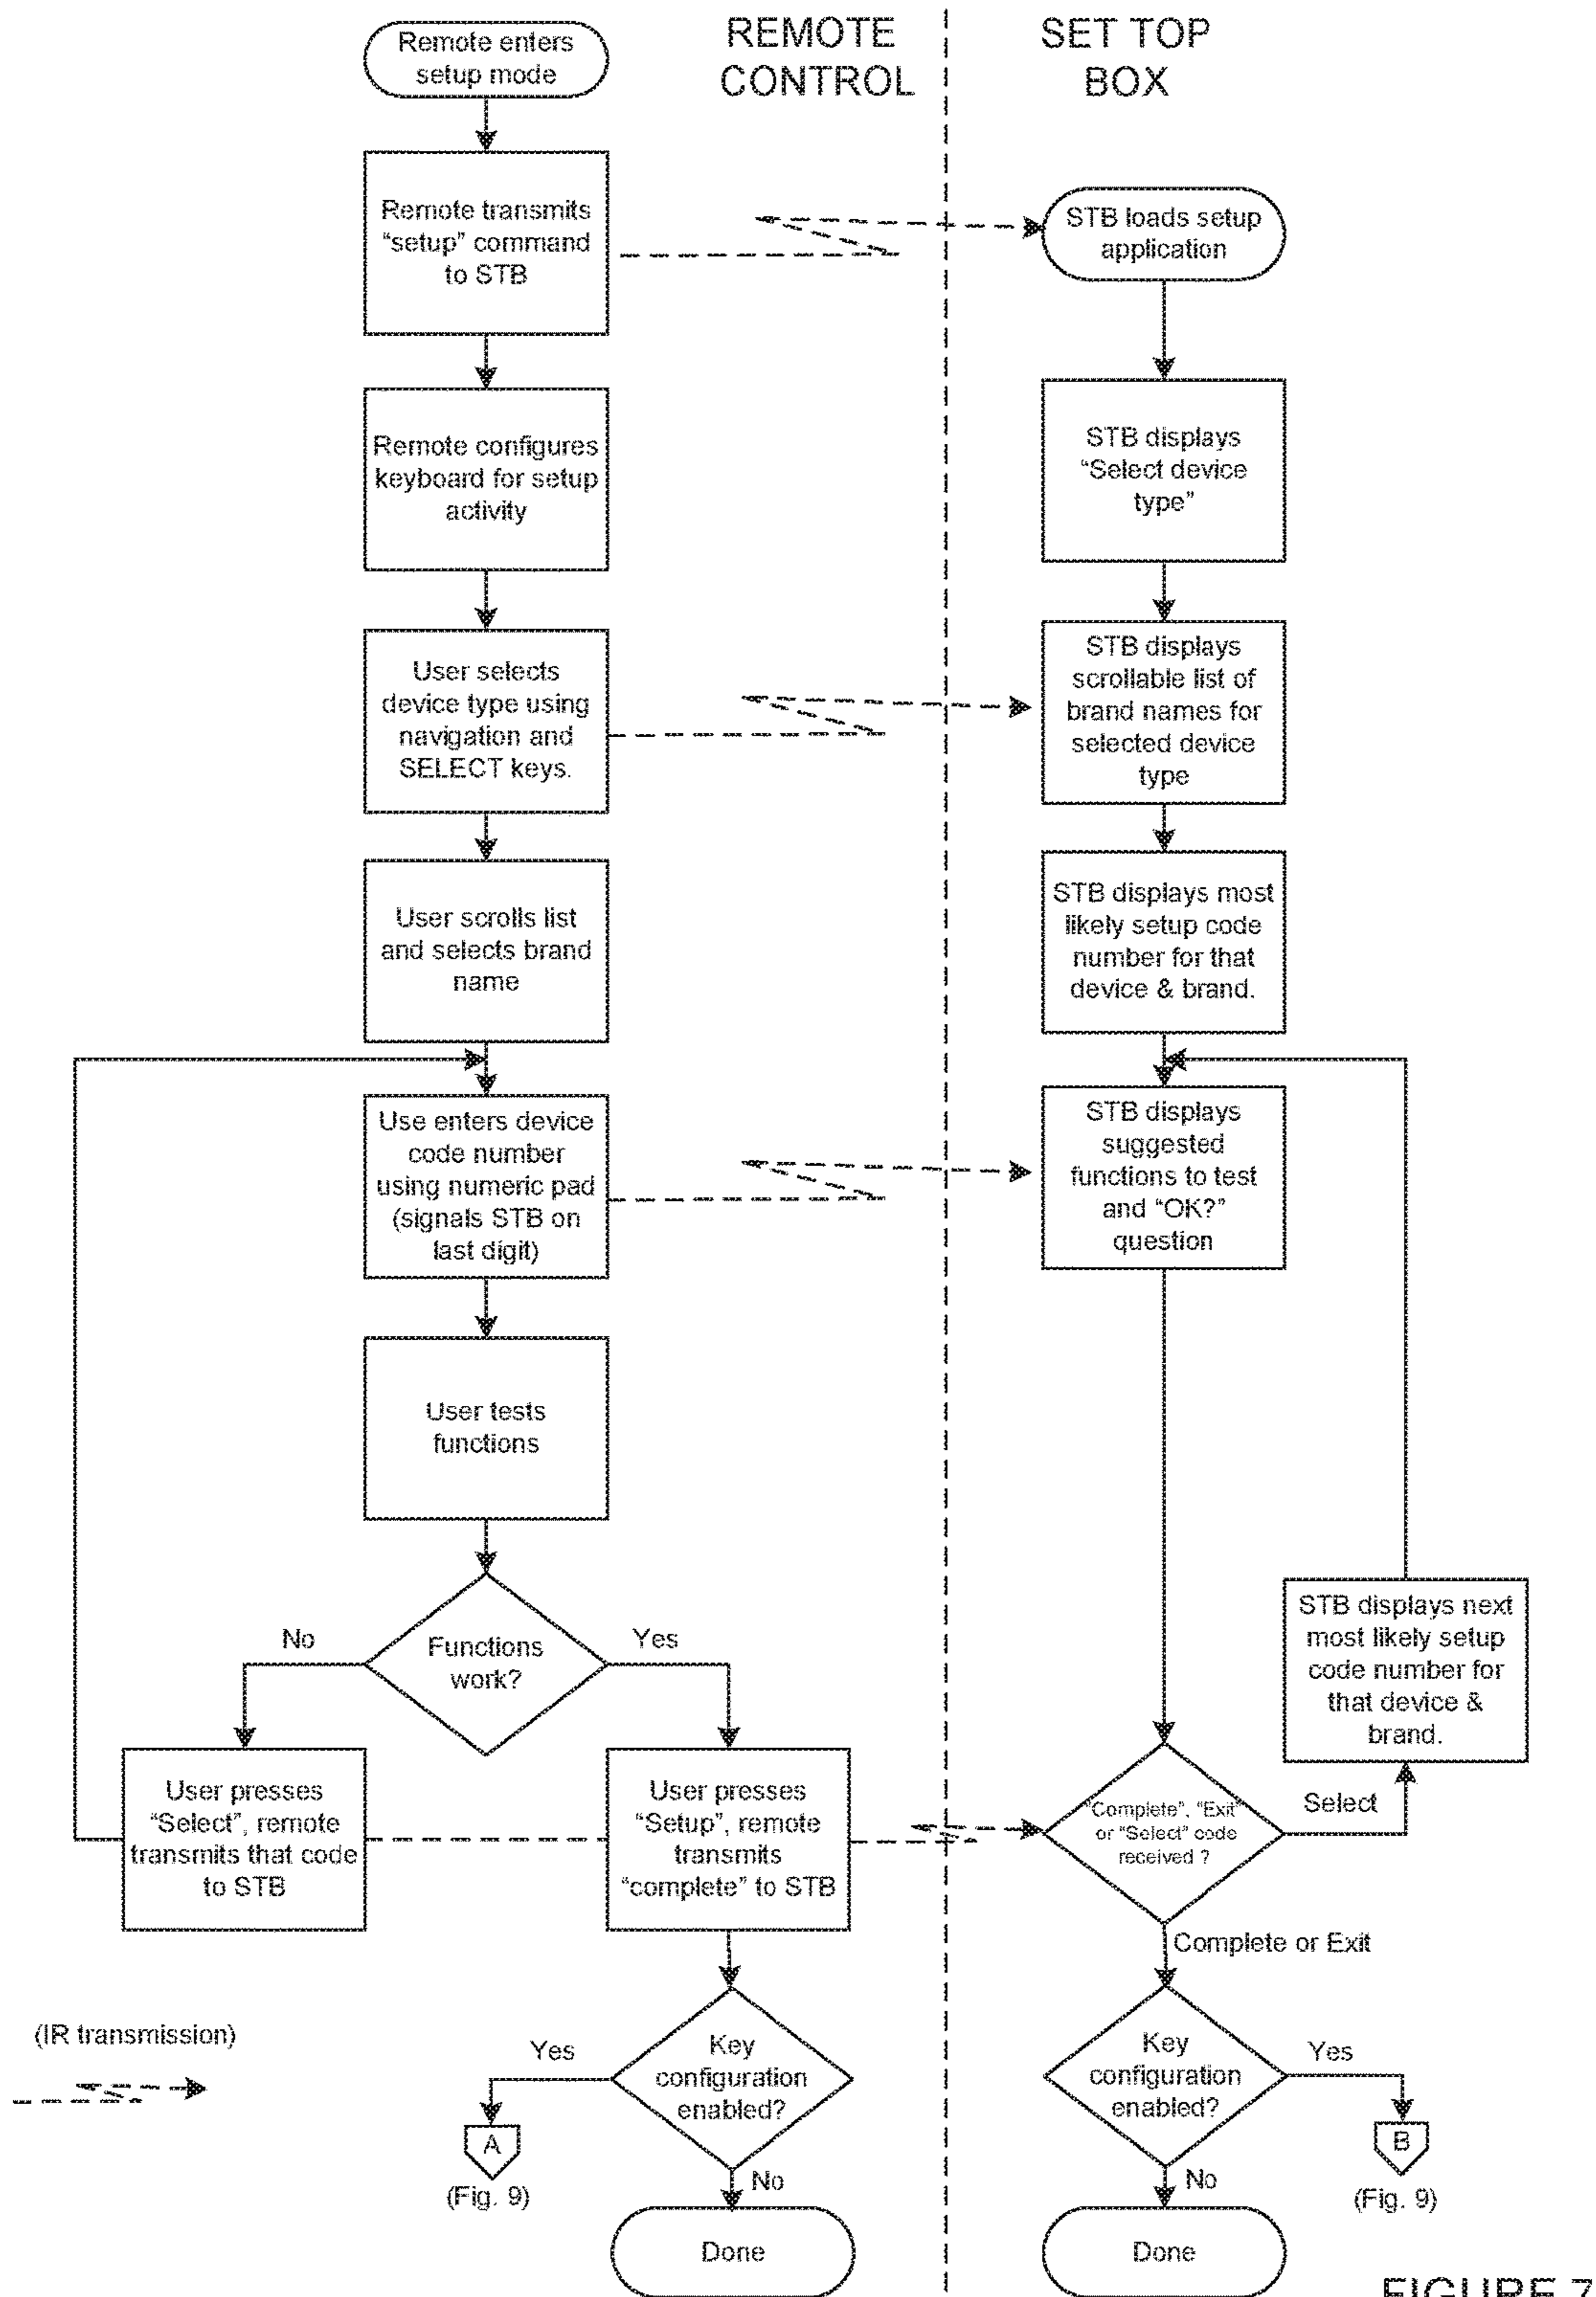 REMOTE
CONTROL
SET TOP
BOX
Remote enters
setup mode
Remote transmits
“setup” command
to STB
STB loads setup
application
Remote configures
keyboard for setup
activity
STB displays
“Select device
type”
User selects
device type using
navigation and
SELECT keys.
STB displays
scrollable list of
brand names for
selected device
type
User scrolls list
and selects brand
name
STB displays most
likely setup code
number for that
device & brand.
Use enters device
code number
using numeric pad
(signals STB on
last digit)
STB displays
suggested
functions to test
and “OK?”
question
User tests
functions
Functions
work?
No
Yes
STB displays next
most likely setup
code number for
that device &
brand.
User presses
“Select”, remote
transmits that code
to STB
User presses
“Setup”, remote
transmits
“complete” to STB
“Complete”, “Exit”
or “Select” code
received ?
Select
Complete or Exit
(IR transmission)
Key
configuration
enabled?
Yes
A
(Fig. 9)
No
Done
Key
configuration
enabled?
Yes
B
(Fig. 9)
No
Done
FIGURE 7